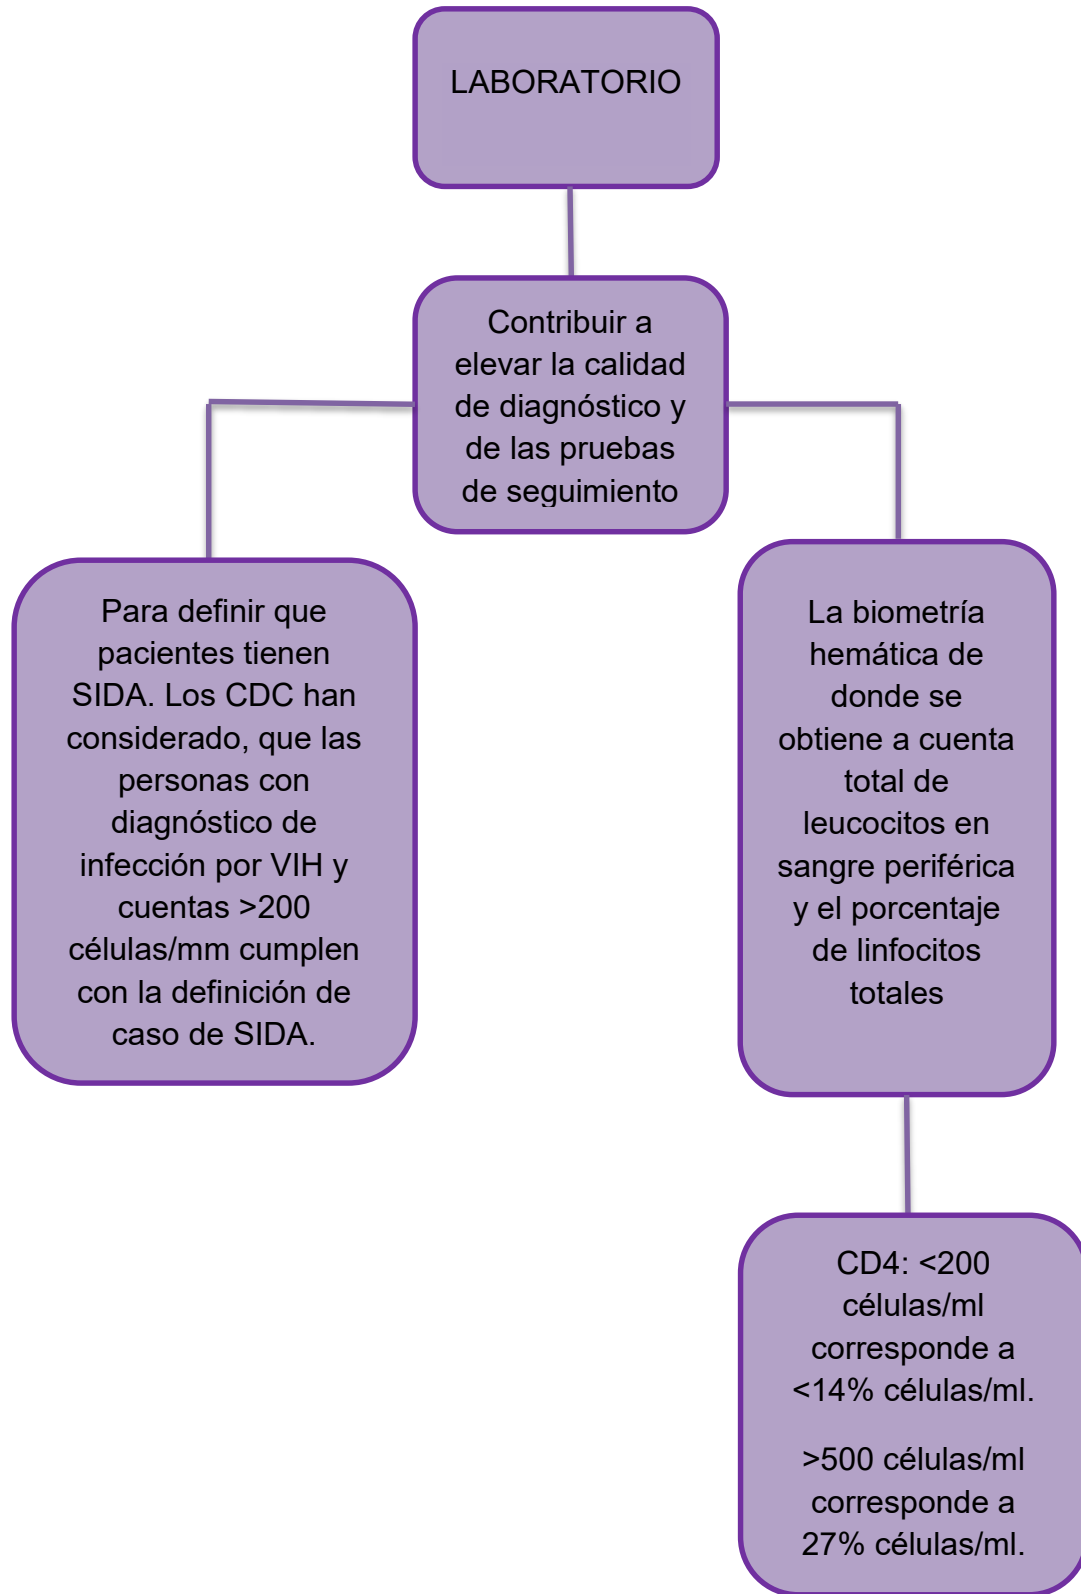 LABORATORIO
Contribuir a
elevar la calidad
de diagnóstico y
de las pruebas
de seguimiento
Para definir que
pacientes tienen
SIDA. Los CDC han
considerado, que las
personas con
diagnóstico de
infección por VIH y
cuentas >200
células/mm cumplen
con la definición de
caso de SIDA.
La biometría
hemática de
donde se
obtiene a cuenta
total de
leucocitos en
sangre periférica
y el porcentaje
de linfocitos
totales
CD4: <200
células/ml
corresponde a
<14% células/ml.
>500 células/ml
corresponde a
27% células/ml.